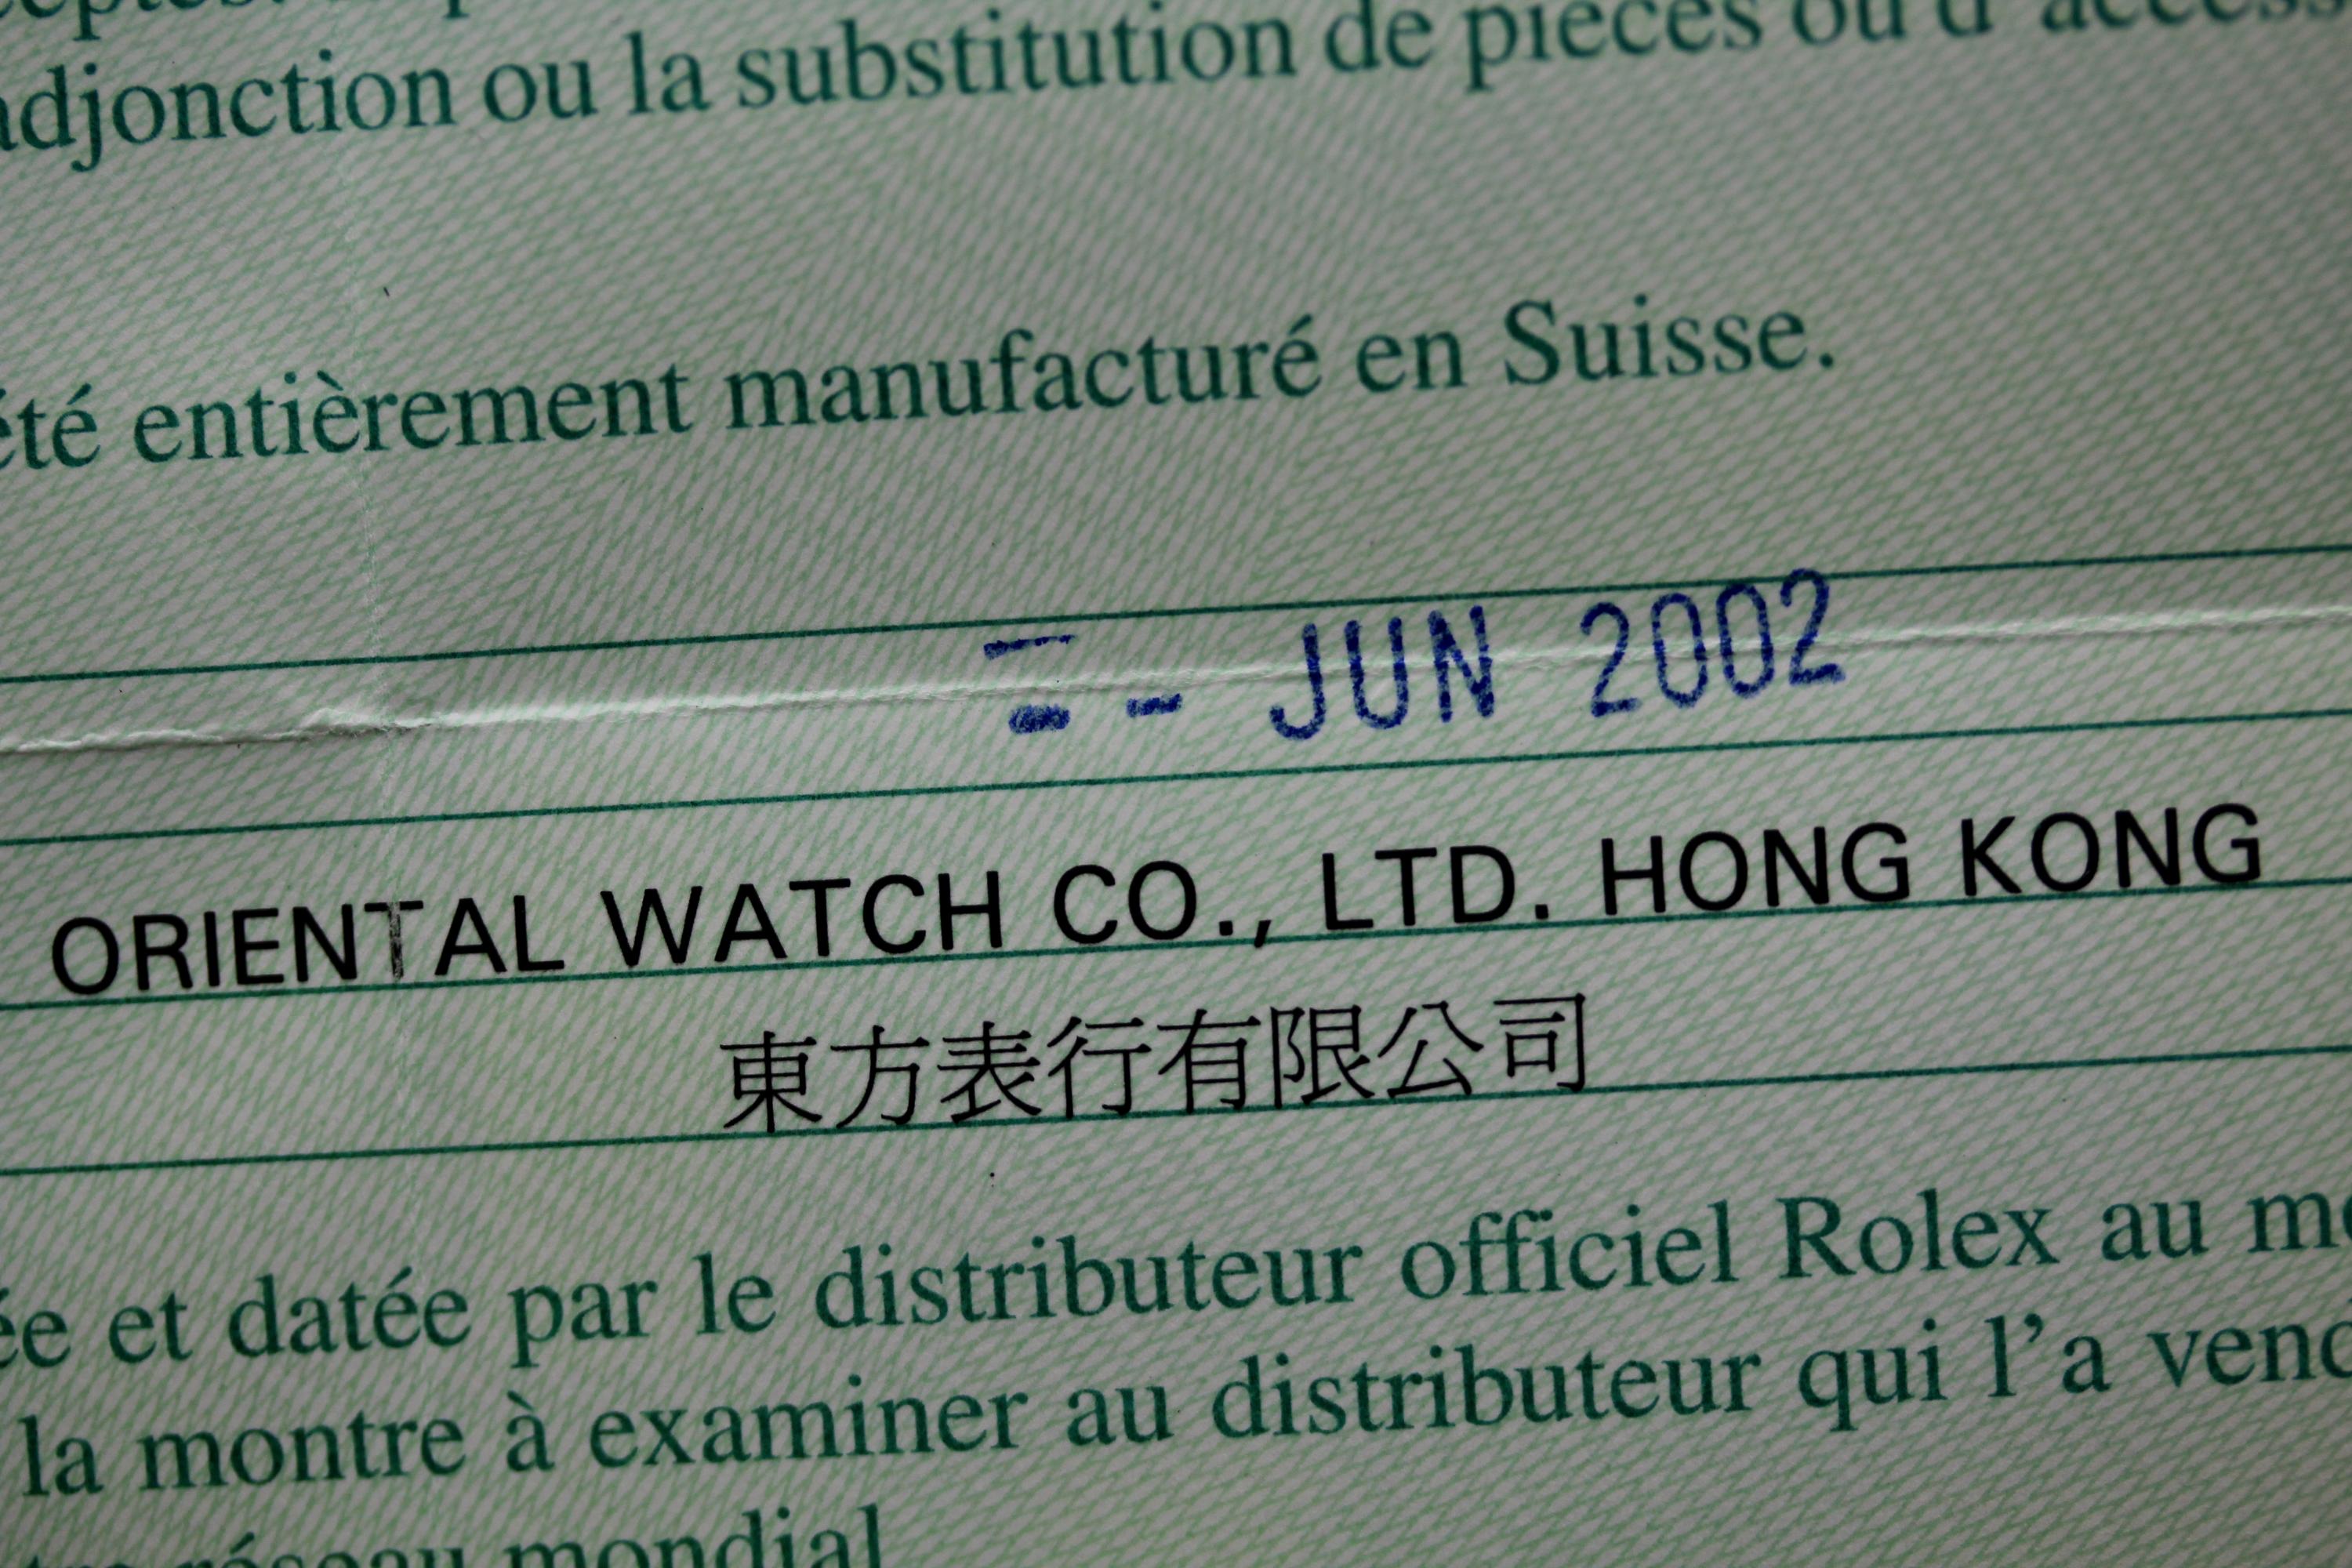 adjonction ou la substitution de pièces ou d'
été entièrement manufacturé en Suisse.
- JUN 2002
ORIENTAL WATCH CO., LTD. HONG KONG
東方表行有限公司
et datée par le distributeur officiel Rolex au
la montre à examiner au distributeur qui l'a
réseau mondial